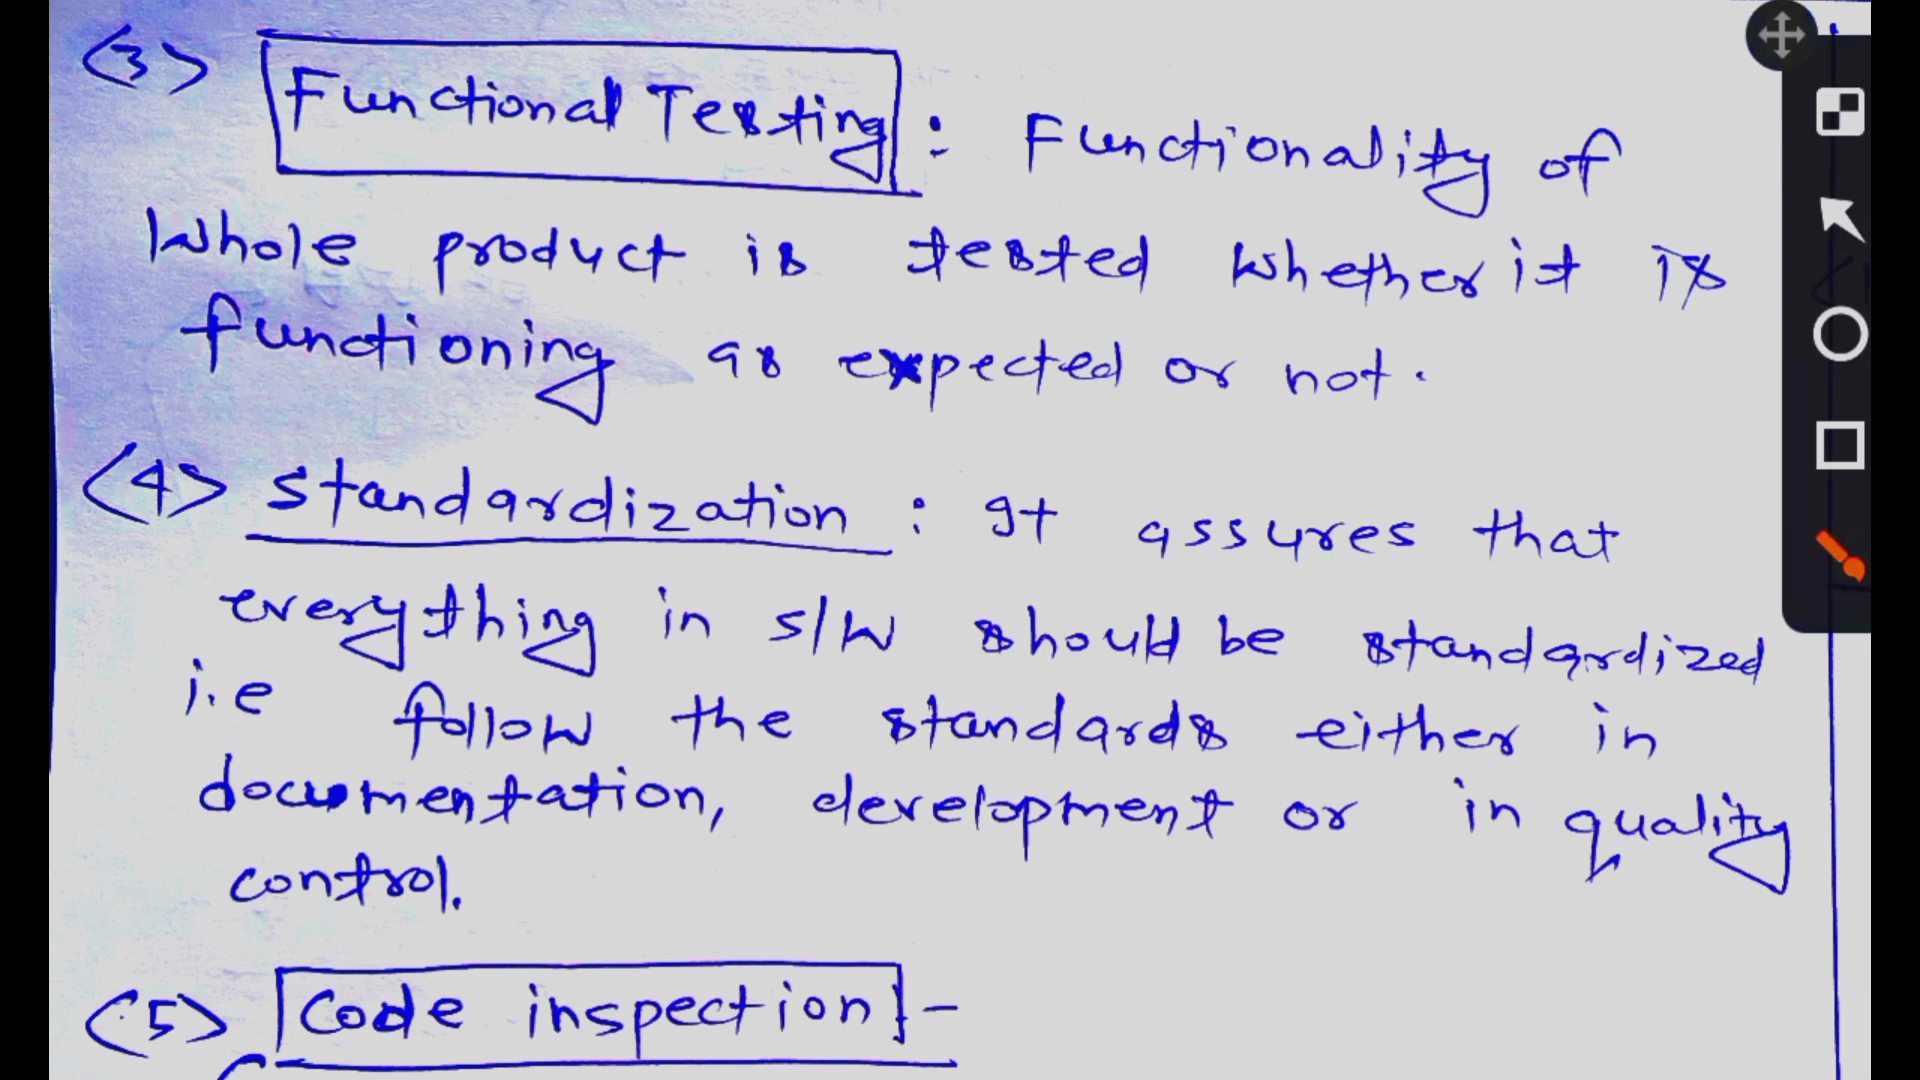 <3> Functional Testing : Functionality of
Whole product is tested whether it is
functioning as expected or not.
<4> Standardization : It assures that
everything in s/w should be standardized
i.e follow the standards either in
documentation, development or in quality
control.
<5> Code inspection -